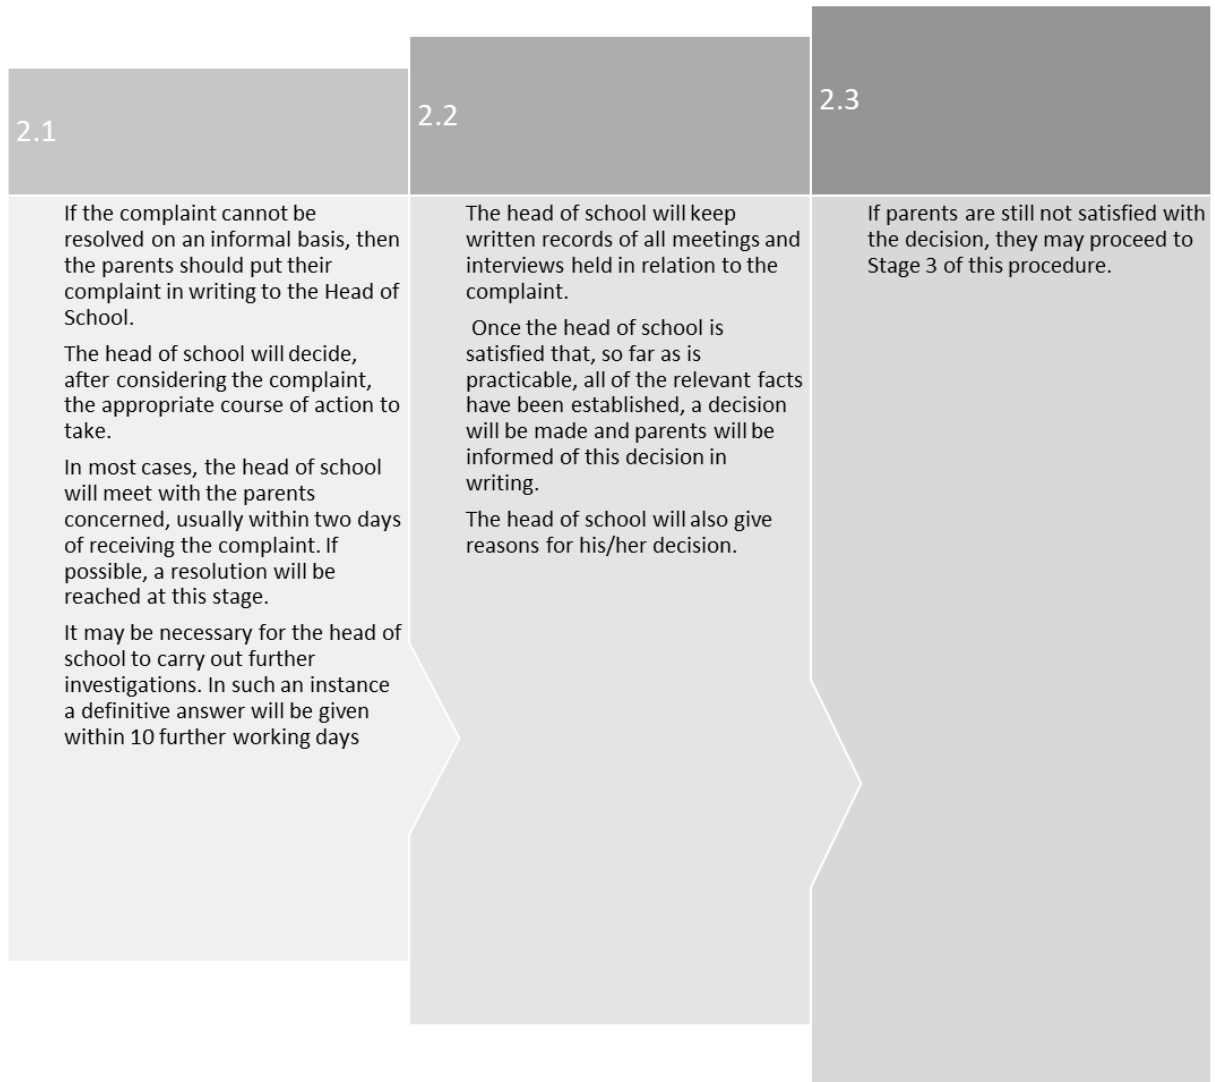 2.1
If the complaint cannot be
resolved on an informal basis, then
the parents should put their
complaint in writing to the Head of
School.
The head of school will decide,
after considering the complaint,
the appropriate course of action to
take.
In most cases, the head of school
will meet with the parents
concerned, usually within two days
of receiving the complaint. If
possible, a resolution will be
reached at this stage.
It may be necessary for the head of
school to carry out further
investigations. In such an instance
a definitive answer will be given
within 10 further working days
2.2
The head of school will keep
written records of all meetings and
interviews held in relation to the
complaint.
Once the head of school is
satisfied that, so far as is
practicable, all of the relevant facts
have been established, a decision
will be made and parents will be
informed of this decision in
writing.
The head of school will also give
reasons for his/her decision.
2.3
If parents are still not satisfied with
the decision, they may proceed to
Stage 3 of this procedure.